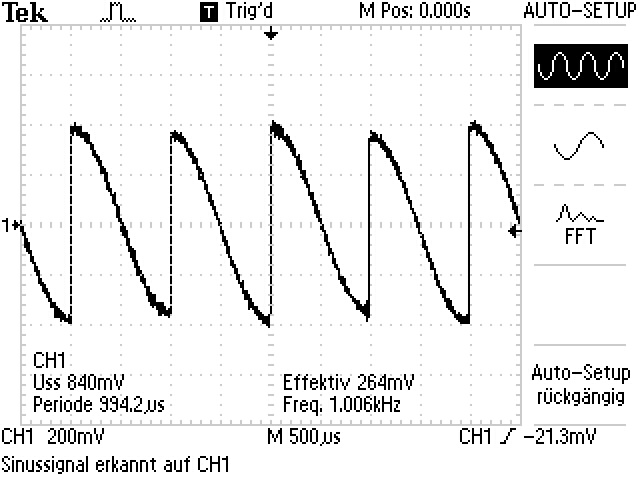 Tek T Trig'd M Pos: 0.000s AUTO-SETUP
1
FFT
CH1
Uss 840mV Effektiv 264mV
Periode 994.2µs Freq. 1.006kHz
Auto-Setup
rückgängig
CH1 200mV M 500µs CH1 -21.3mV
Sinussignal erkannt auf CH1